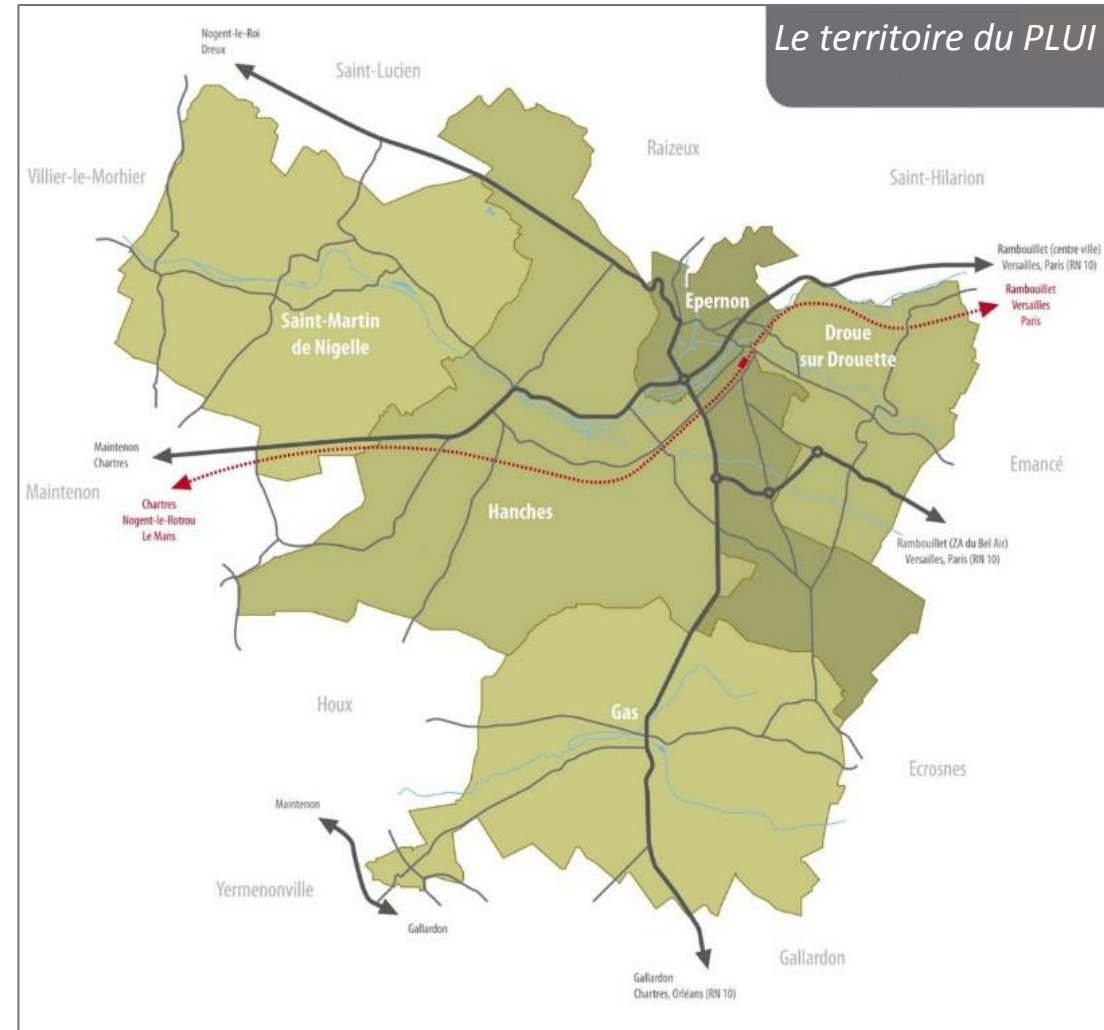 Le territoire du PLUI
Nogent-le-Roi
Dreux
Saint-Lucien
Raizeux
Villier-le-Morhier
Saint-Hilarion
Rambouillet (centre ville)
Versailles, Paris (RN 10)
Rambouillet
Versailles
Paris
Epernon
Saint-Martin
de Nigelle
Droue
sur Drouette
Maintenon
Chartres
Maintenon
Chartres
Nogent-le-Rotrou
Le Mans
Hanches
Emancé
Rambouillet (ZA du Bel Air)
Versailles, Paris (RN 10)
Houx
Gas
Ecrosnes
Maintenon
Yermenonville
Gallardon
Gallardon
Gallardon
Chartres, Orléans (RN 10)